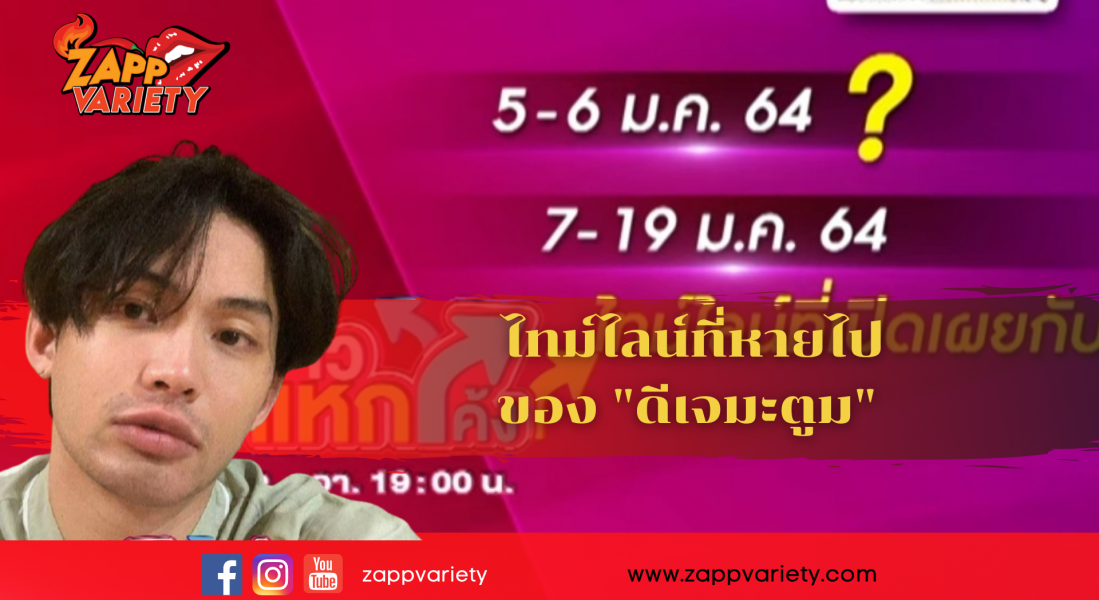 ZAPP
VARIETY
5-6 ม.ค. 64 ?
7-19 ม.ค. 64
ไทม์ไลน์ที่หายไป
ของ "ดีเจมะตูม"
19:00 น.
You
Tube
zappvariety
www.zappvariety.com